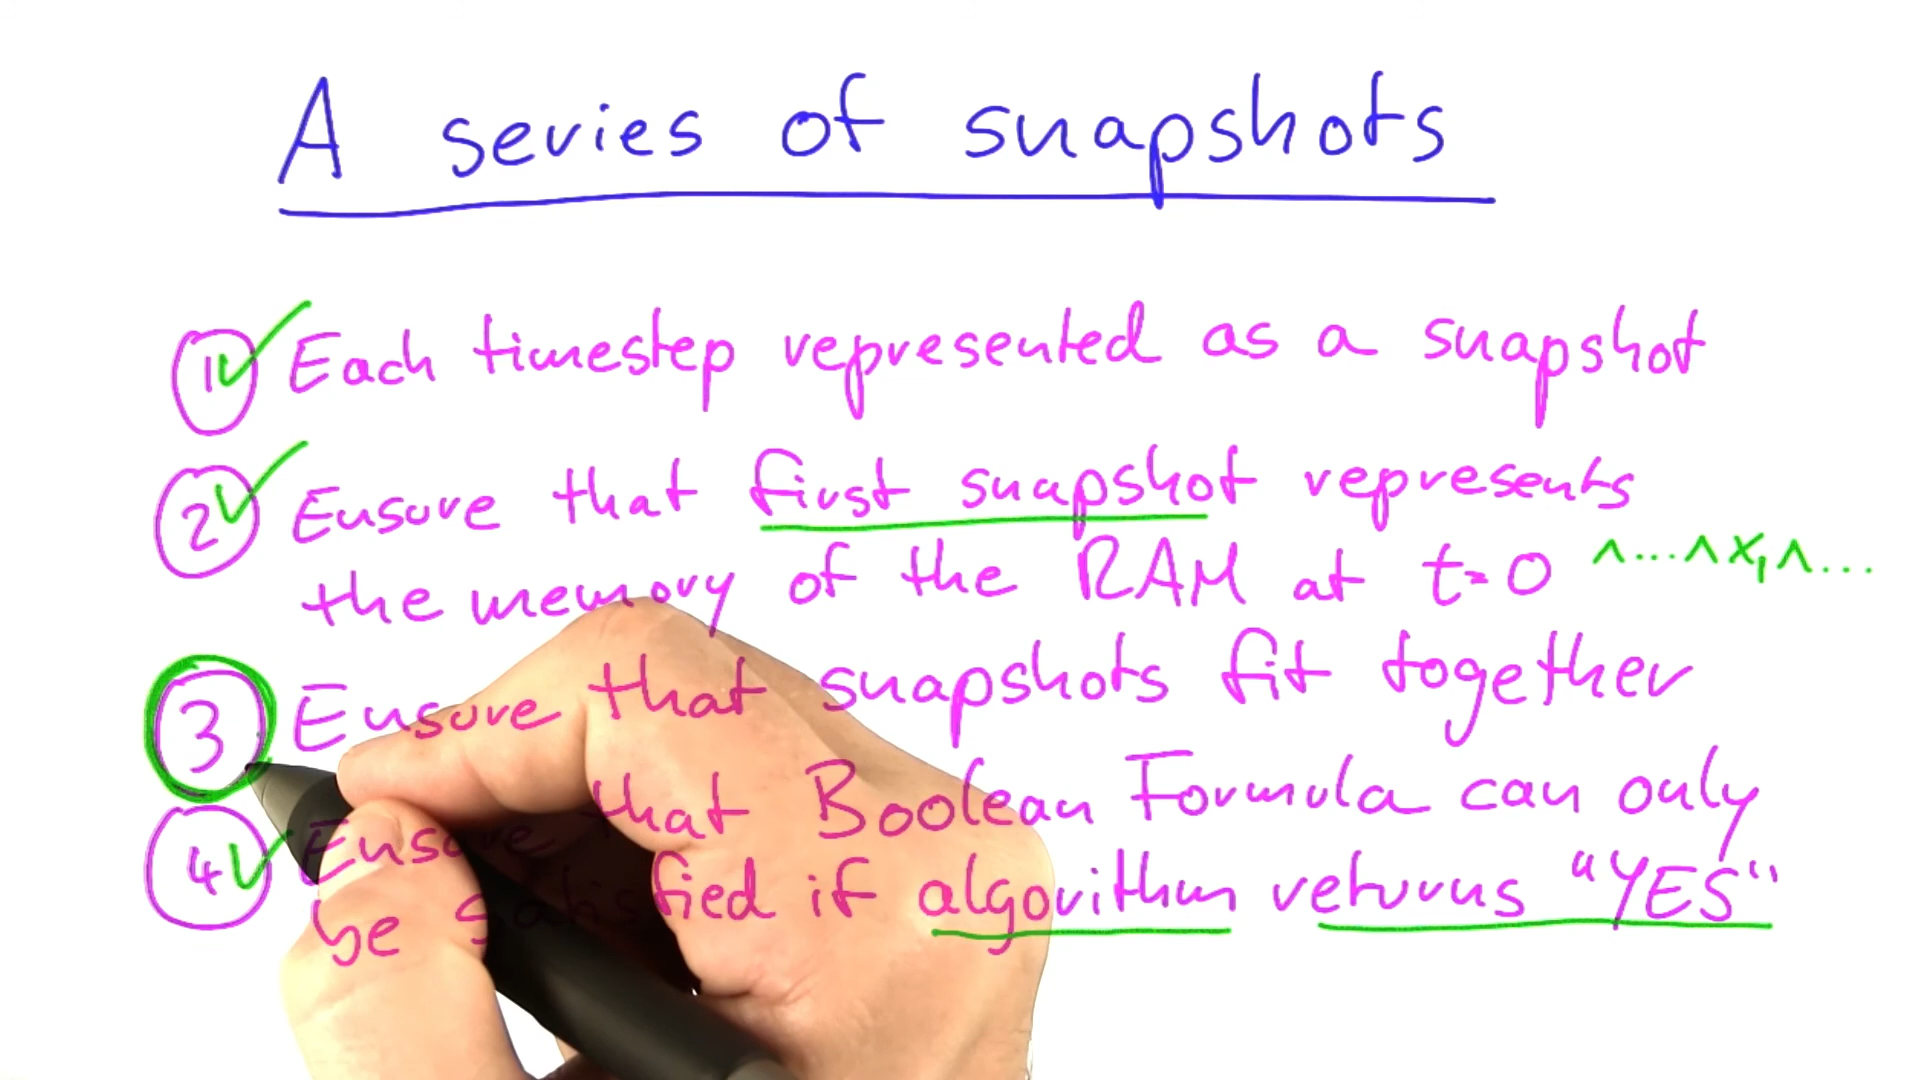 A series of snapshots
1 Each timestep represented as a snapshot
2 Ensure that first snapshot represents
the memory of the RAM at t=0 ∧...∧x₁∧...
3 Ensure that snapshots fit together
4 Ensure that Boolean Formula can only
be satisfied if algorithm returns "YES"